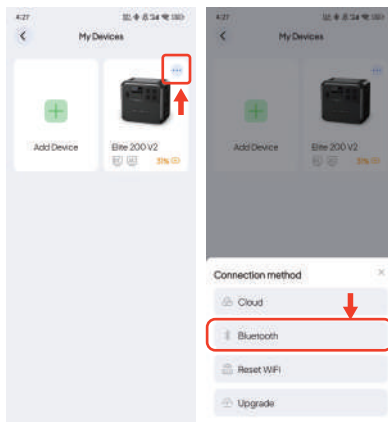 4:27
My Devices
Add Device
Elite 200 V2
31%
4:27
My Devices
Add Device
Elite 200 V2
31%
Connection method
Cloud
Bluetooth
Reset WiFi
Upgrade